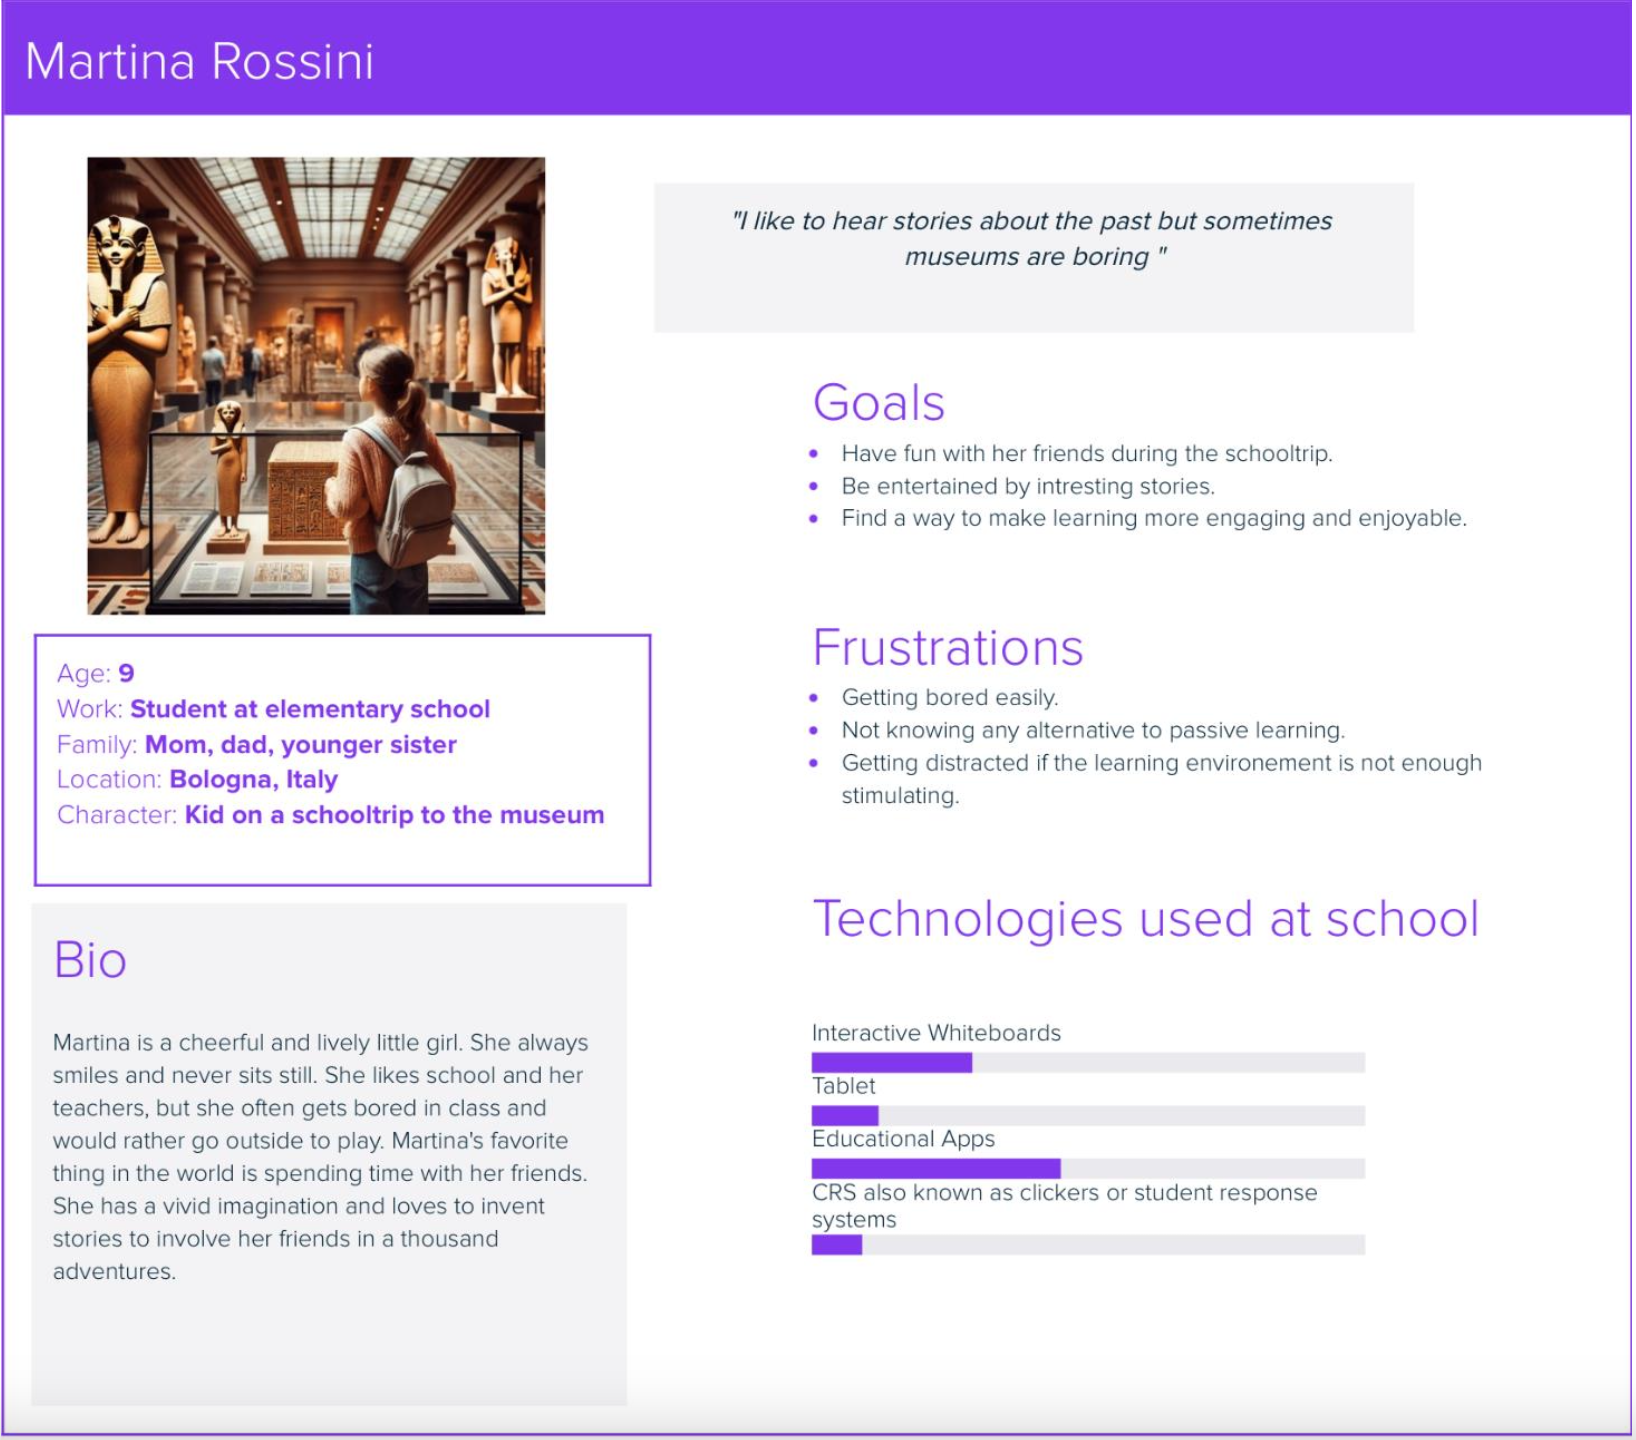 Martina Rossini
"I like to hear stories about the past but sometimes
museums are boring "
Goals
Have fun with her friends during the schooltrip.
Be entertained by intresting stories.
Find a way to make learning more engaging and enjoyable.
Frustrations
Getting bored easily.
Not knowing any alternative to passive learning.
Getting distracted if the learning environement is not enough
stimulating.
Age: 9
Work: Student at elementary school
Family: Mom, dad, younger sister
Location: Bologna, Italy
Character: Kid on a schooltrip to the museum
Bio
Martina is a cheerful and lively little girl. She always
smiles and never sits still. She likes school and her
teachers, but she often gets bored in class and
would rather go outside to play. Martina's favorite
thing in the world is spending time with her friends.
She has a vivid imagination and loves to invent
stories to involve her friends in a thousand
adventures.
Technologies used at school
Interactive Whiteboards
Tablet
Educational Apps
CRS also known as clickers or student response
systems